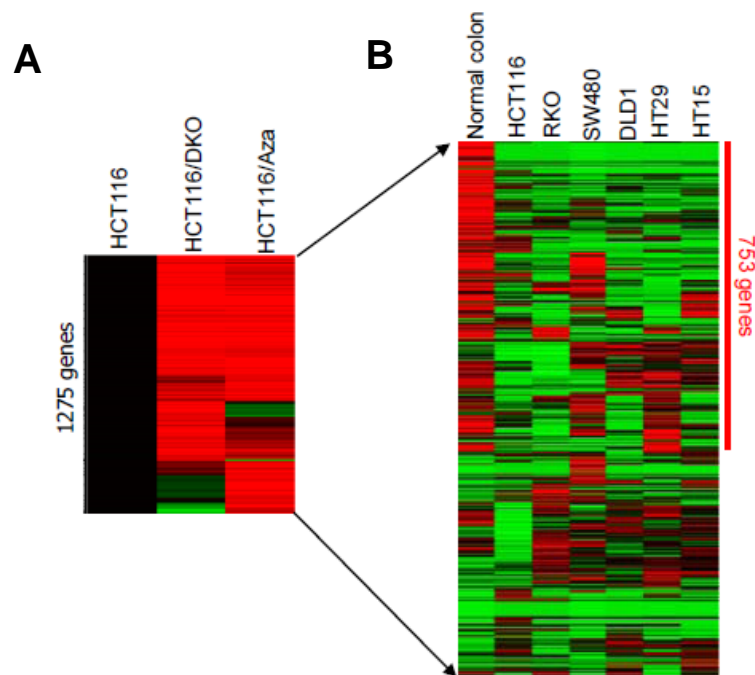 A
HCT116
HCT116/DKO
HCT116/Aza
1275 genes
B
Normal colon
HCT116
RKO
SW480
DLD1
HT29
HT15
753 genes